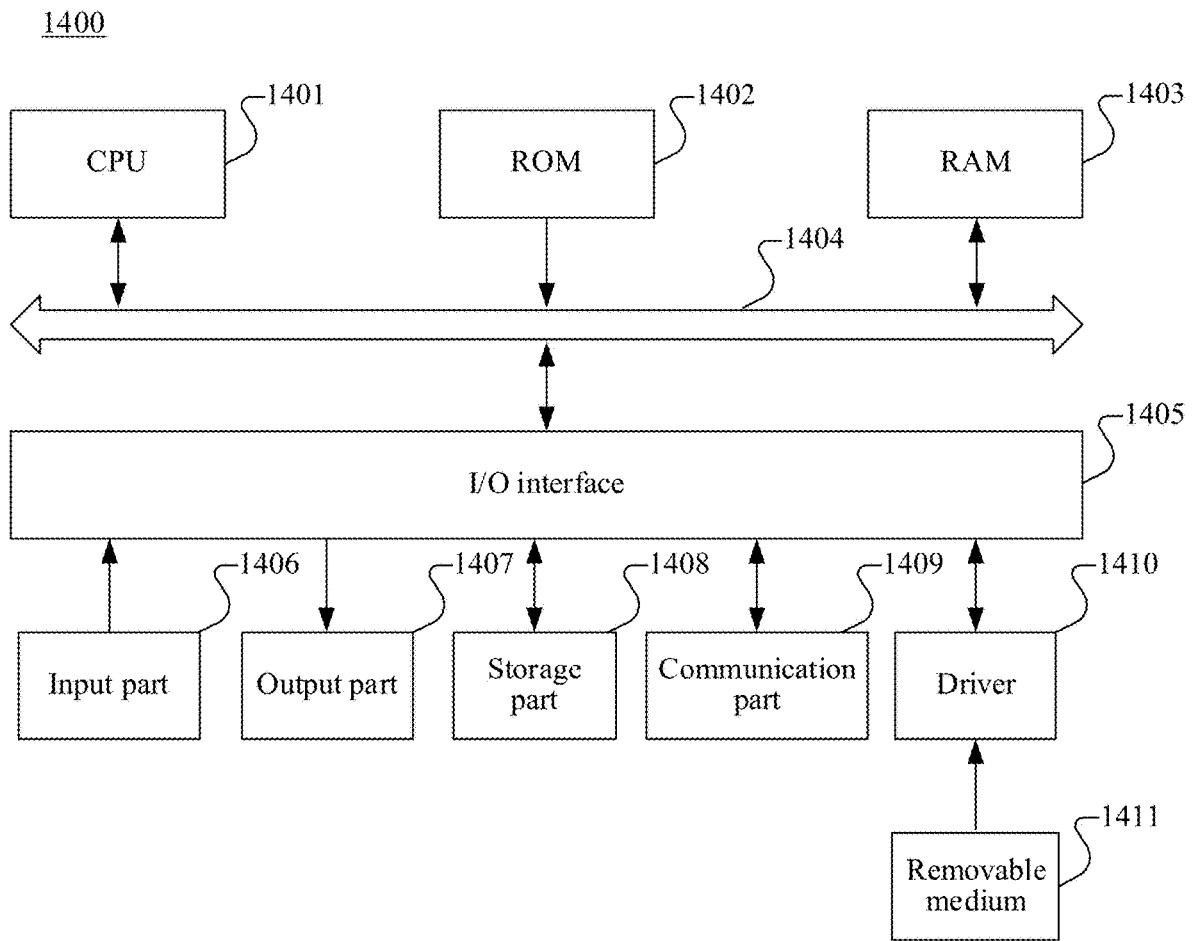 1400
1401
1402
1403
CPU
ROM
RAM
1404
1405
I/O interface
1406
1407
1408
1409
1410
Input part
Output part
Storage
part
Communication
part
Driver
1411
Removable
medium